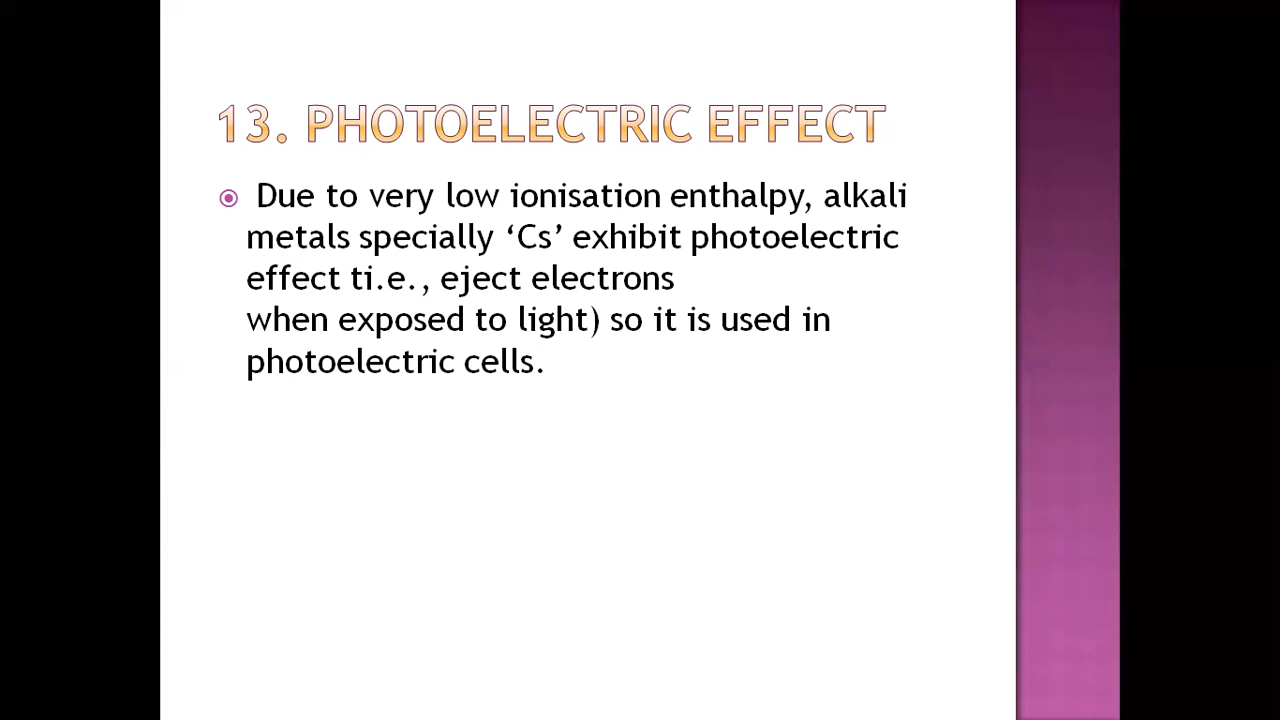 13. PHOTOELECTRIC EFFECT
Due to very low ionisation enthalpy, alkali
metals specially ‘Cs’ exhibit photoelectric
effect ti.e., eject electrons
when exposed to light) so it is used in
photoelectric cells.